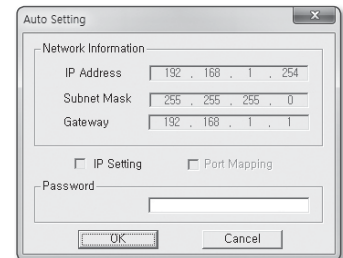 Auto Setting
Network Information
IP Address 192 . 168 . 1 . 254
Subnet Mask 255 . 255 . 255 . 0
Gateway 192 . 168 . 1 . 1
IP Setting Port Mapping
Password
OK Cancel